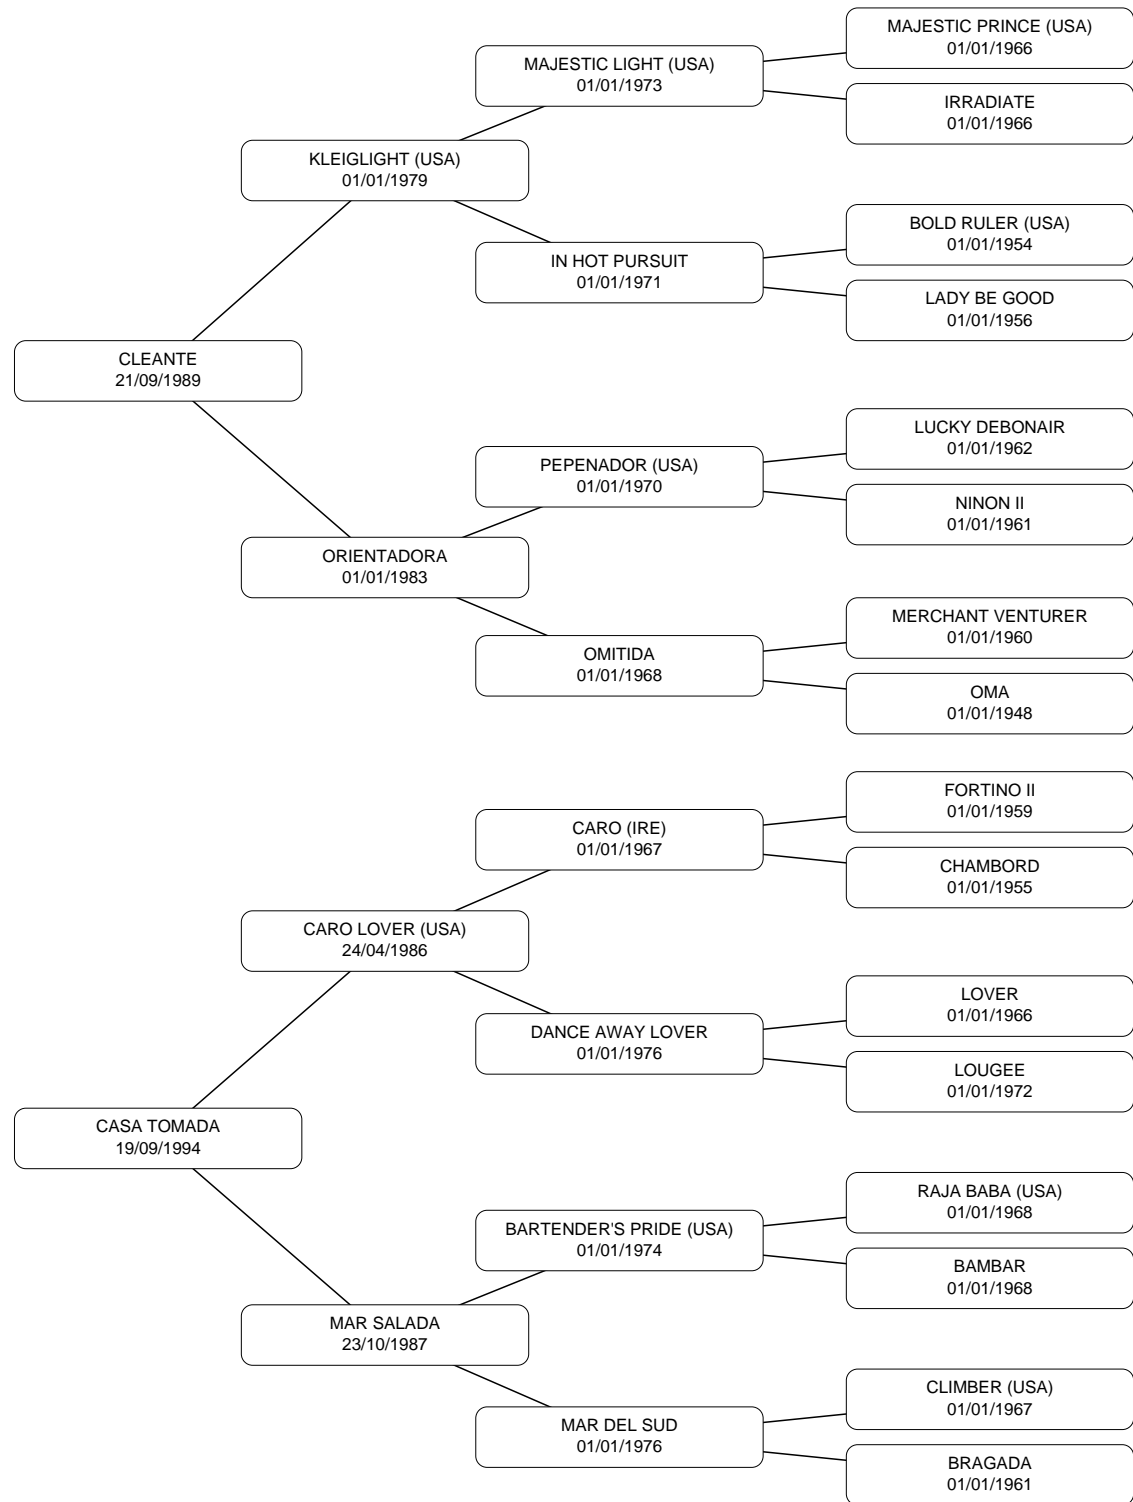 MAJESTIC PRINCE (USA)
01/01/1966
MAJESTIC LIGHT (USA)
01/01/1973
IRRADIATE
01/01/1966
KLEIGLIGHT (USA)
01/01/1979
BOLD RULER (USA)
01/01/1954
IN HOT PURSUIT
01/01/1971
LADY BE GOOD
01/01/1956
CLEANTE
21/09/1989
LUCKY DEBONAIR
01/01/1962
PEPENADOR (USA)
01/01/1970
NINON II
01/01/1961
ORIENTADORA
01/01/1983
MERCHANT VENTURER
01/01/1960
OMITIDA
01/01/1968
OMA
01/01/1948
FORTINO II
01/01/1959
CARO (IRE)
01/01/1967
CHAMBORD
01/01/1955
CARO LOVER (USA)
24/04/1986
LOVER
01/01/1966
DANCE AWAY LOVER
01/01/1976
LOUGEE
01/01/1972
CASA TOMADA
19/09/1994
RAJA BABA (USA)
01/01/1968
BARTENDER'S PRIDE (USA)
01/01/1974
BAMBAR
01/01/1968
MAR SALADA
23/10/1987
CLIMBER (USA)
01/01/1967
MAR DEL SUD
01/01/1976
BRAGADA
01/01/1961